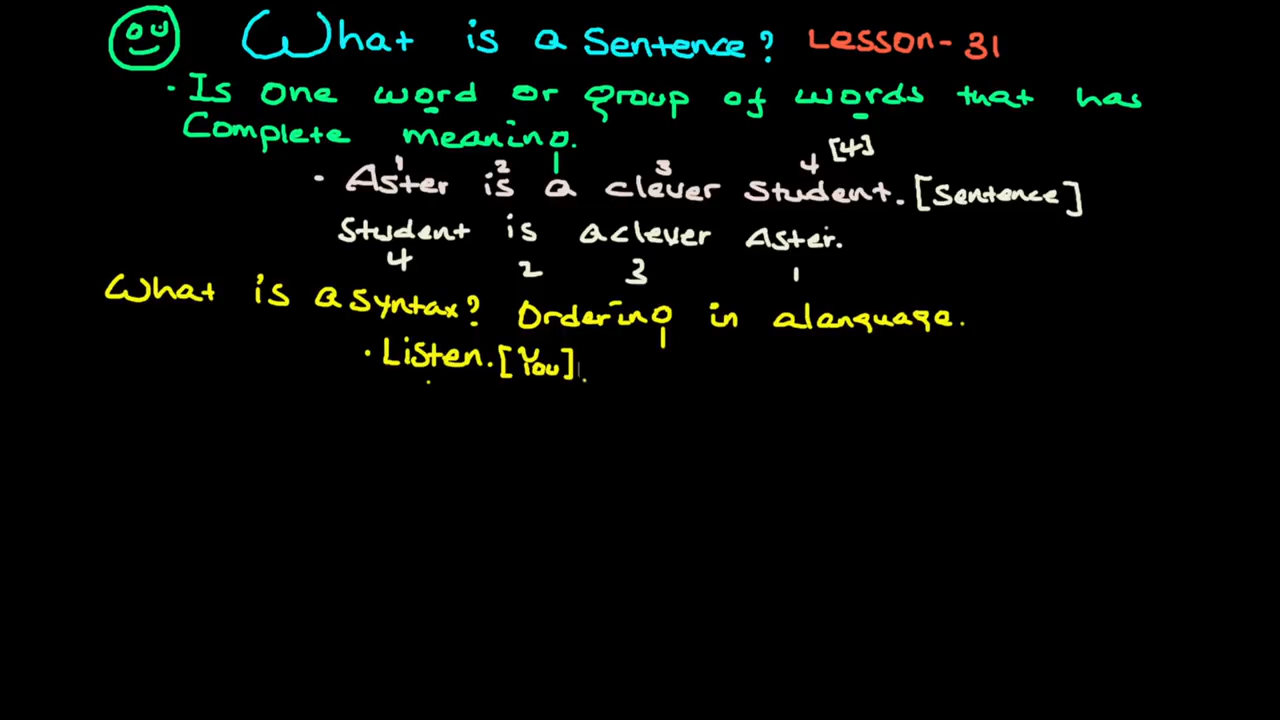 What is a Sentence? Lesson-31
• Is one word or group of words that has
Complete meaning.
1 2 3 4 [4]
• Aster is a clever student. [Sentence]
Student is a clever Aster.
4 2 3 1
What is a syntax? Ordering in a language.
• Listen. [You]